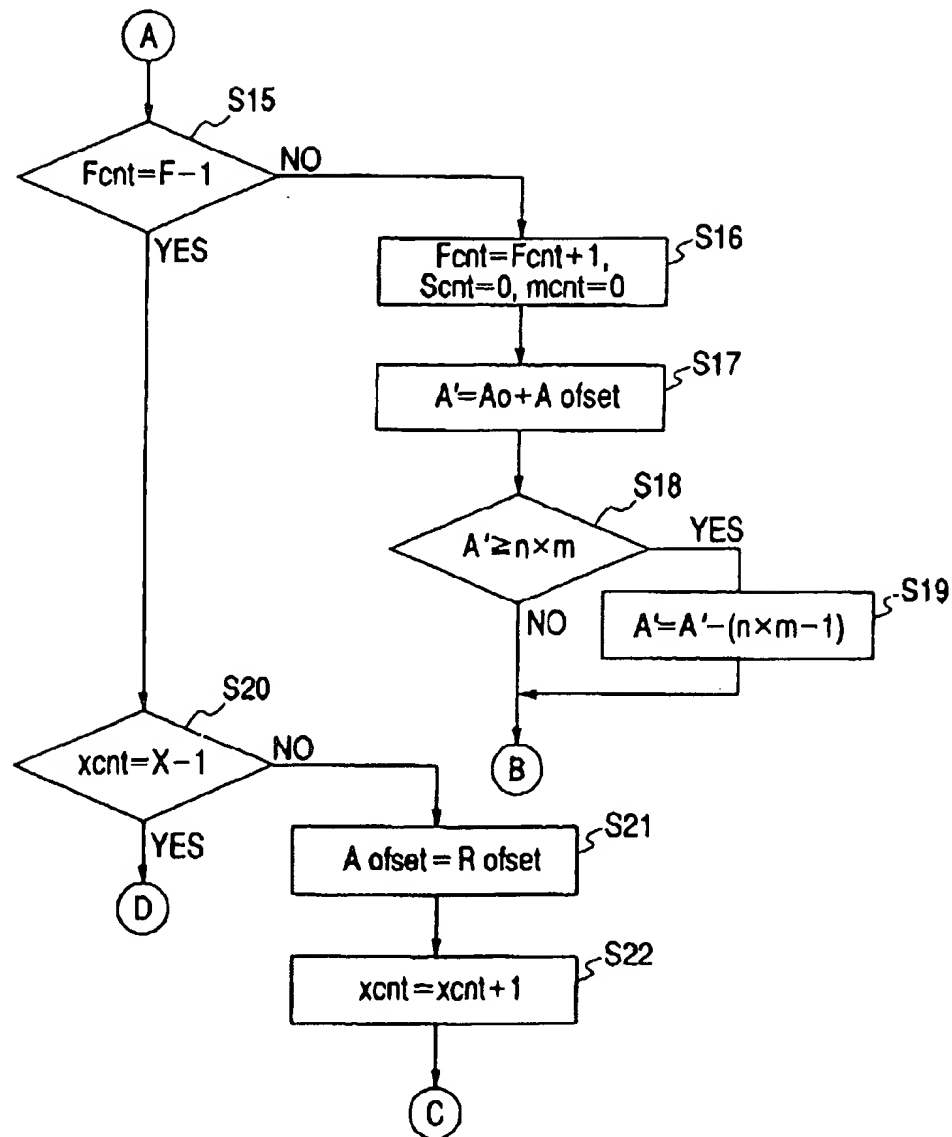 A
S15
Fcnt=F-1
NO
YES
S16
Fcnt=Fcnt+1,
Scnt=0, mcnt=0
S17
A'=Ao+A ofset
S18
A'≧n×m
YES
NO
S19
A'=A'-(n×m-1)
B
S20
xcnt=X-1
NO
YES
D
S21
A ofset=R ofset
S22
xcnt=xcnt+1
C